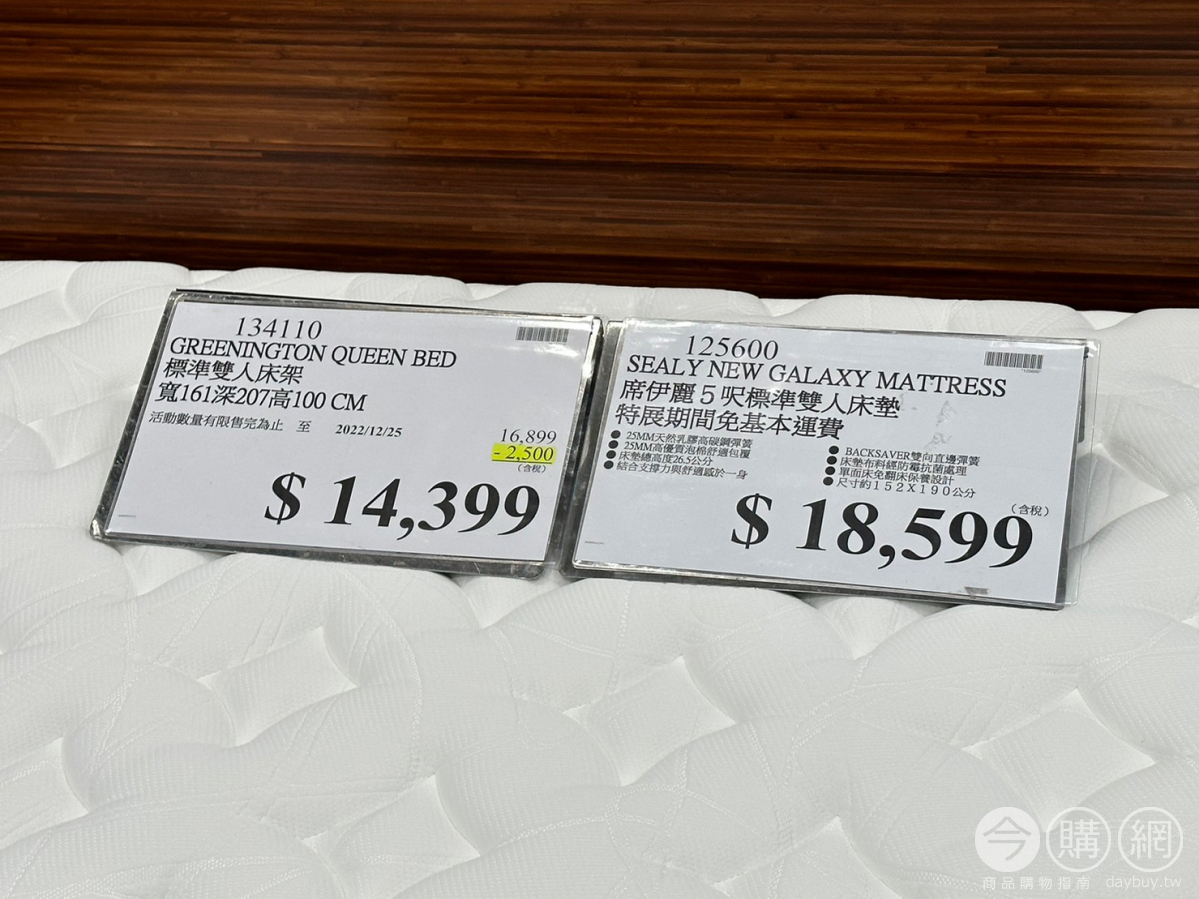 134110
GREENINGTON QUEEN BED
標準雙人床架
寬161深207高100 CM
活動數量有限售完為止 至 2022/12/25
16,899
- 2,500
(含稅)
$ 14,399
125600
SEALY NEW GALAXY MATTRESS
席伊麗5呎標準雙人床墊
特展期間免基本運費
● 25MM天然乳膠高碳鋼彈簧
● 25MM高優質泡棉舒適包覆
● 床墊總高度26.5公分
● 結合支撐力與舒適感於一身
● BACKSAVER雙向直邊彈簧
● 床墊布料經防霉抗菌處理
● 單面床免翻床保養設計
● 尺寸約152X190公分
(含稅)
$ 18,599
今購網
商品購物指南 daybuy.tw